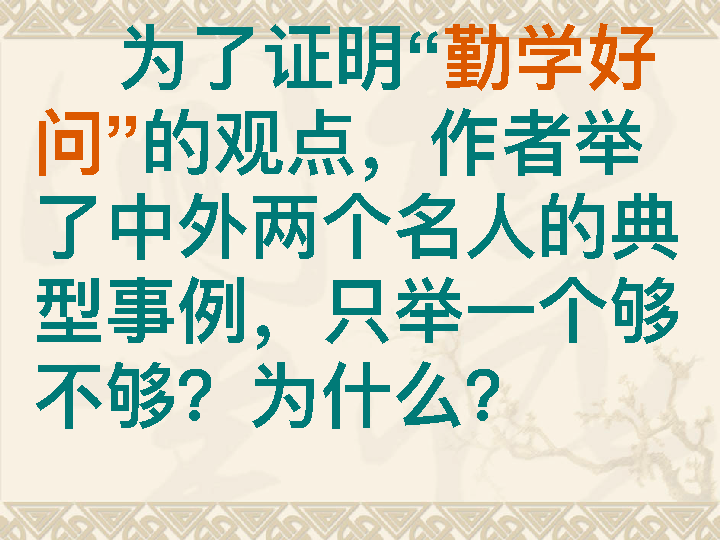 为了证明“勤学好
问”的观点，作者举
了中外两个名人的典
型事例，只举一个够
不够？为什么？